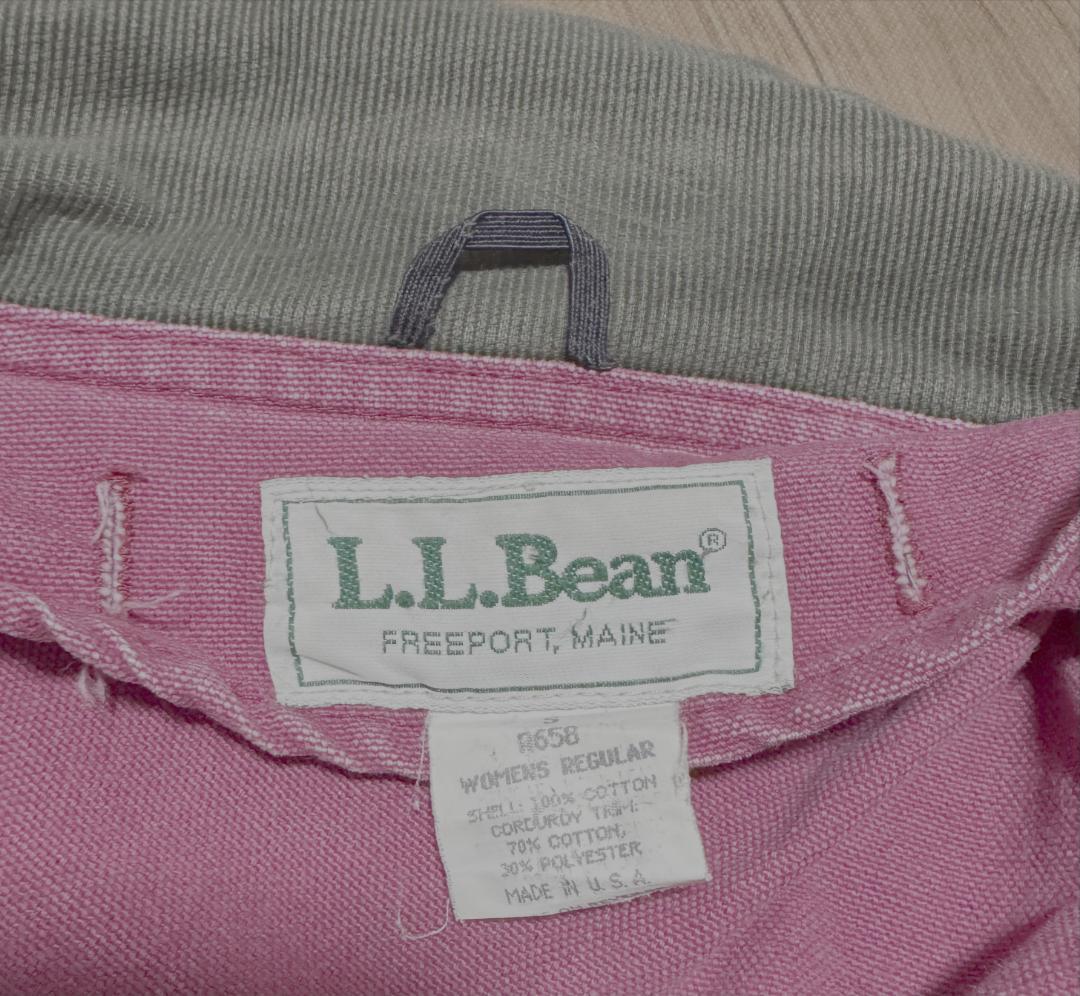 L.L.Bean®
FREEPORT, MAINE
S
R658
WOMENS REGULAR
SHELL: 100% COTTON
CORDUROY TRIM:
70% COTTON,
30% POLYESTER
MADE IN U.S.A.